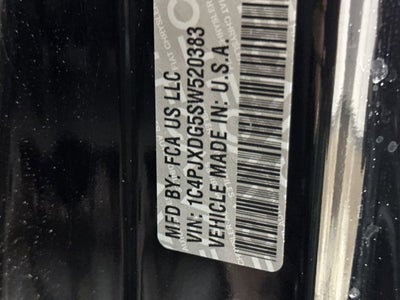 MFD BY: FCA US LLC
VIN: 1C4PJXDG5SW520383
VEHICLE MADE IN: U.S.A.